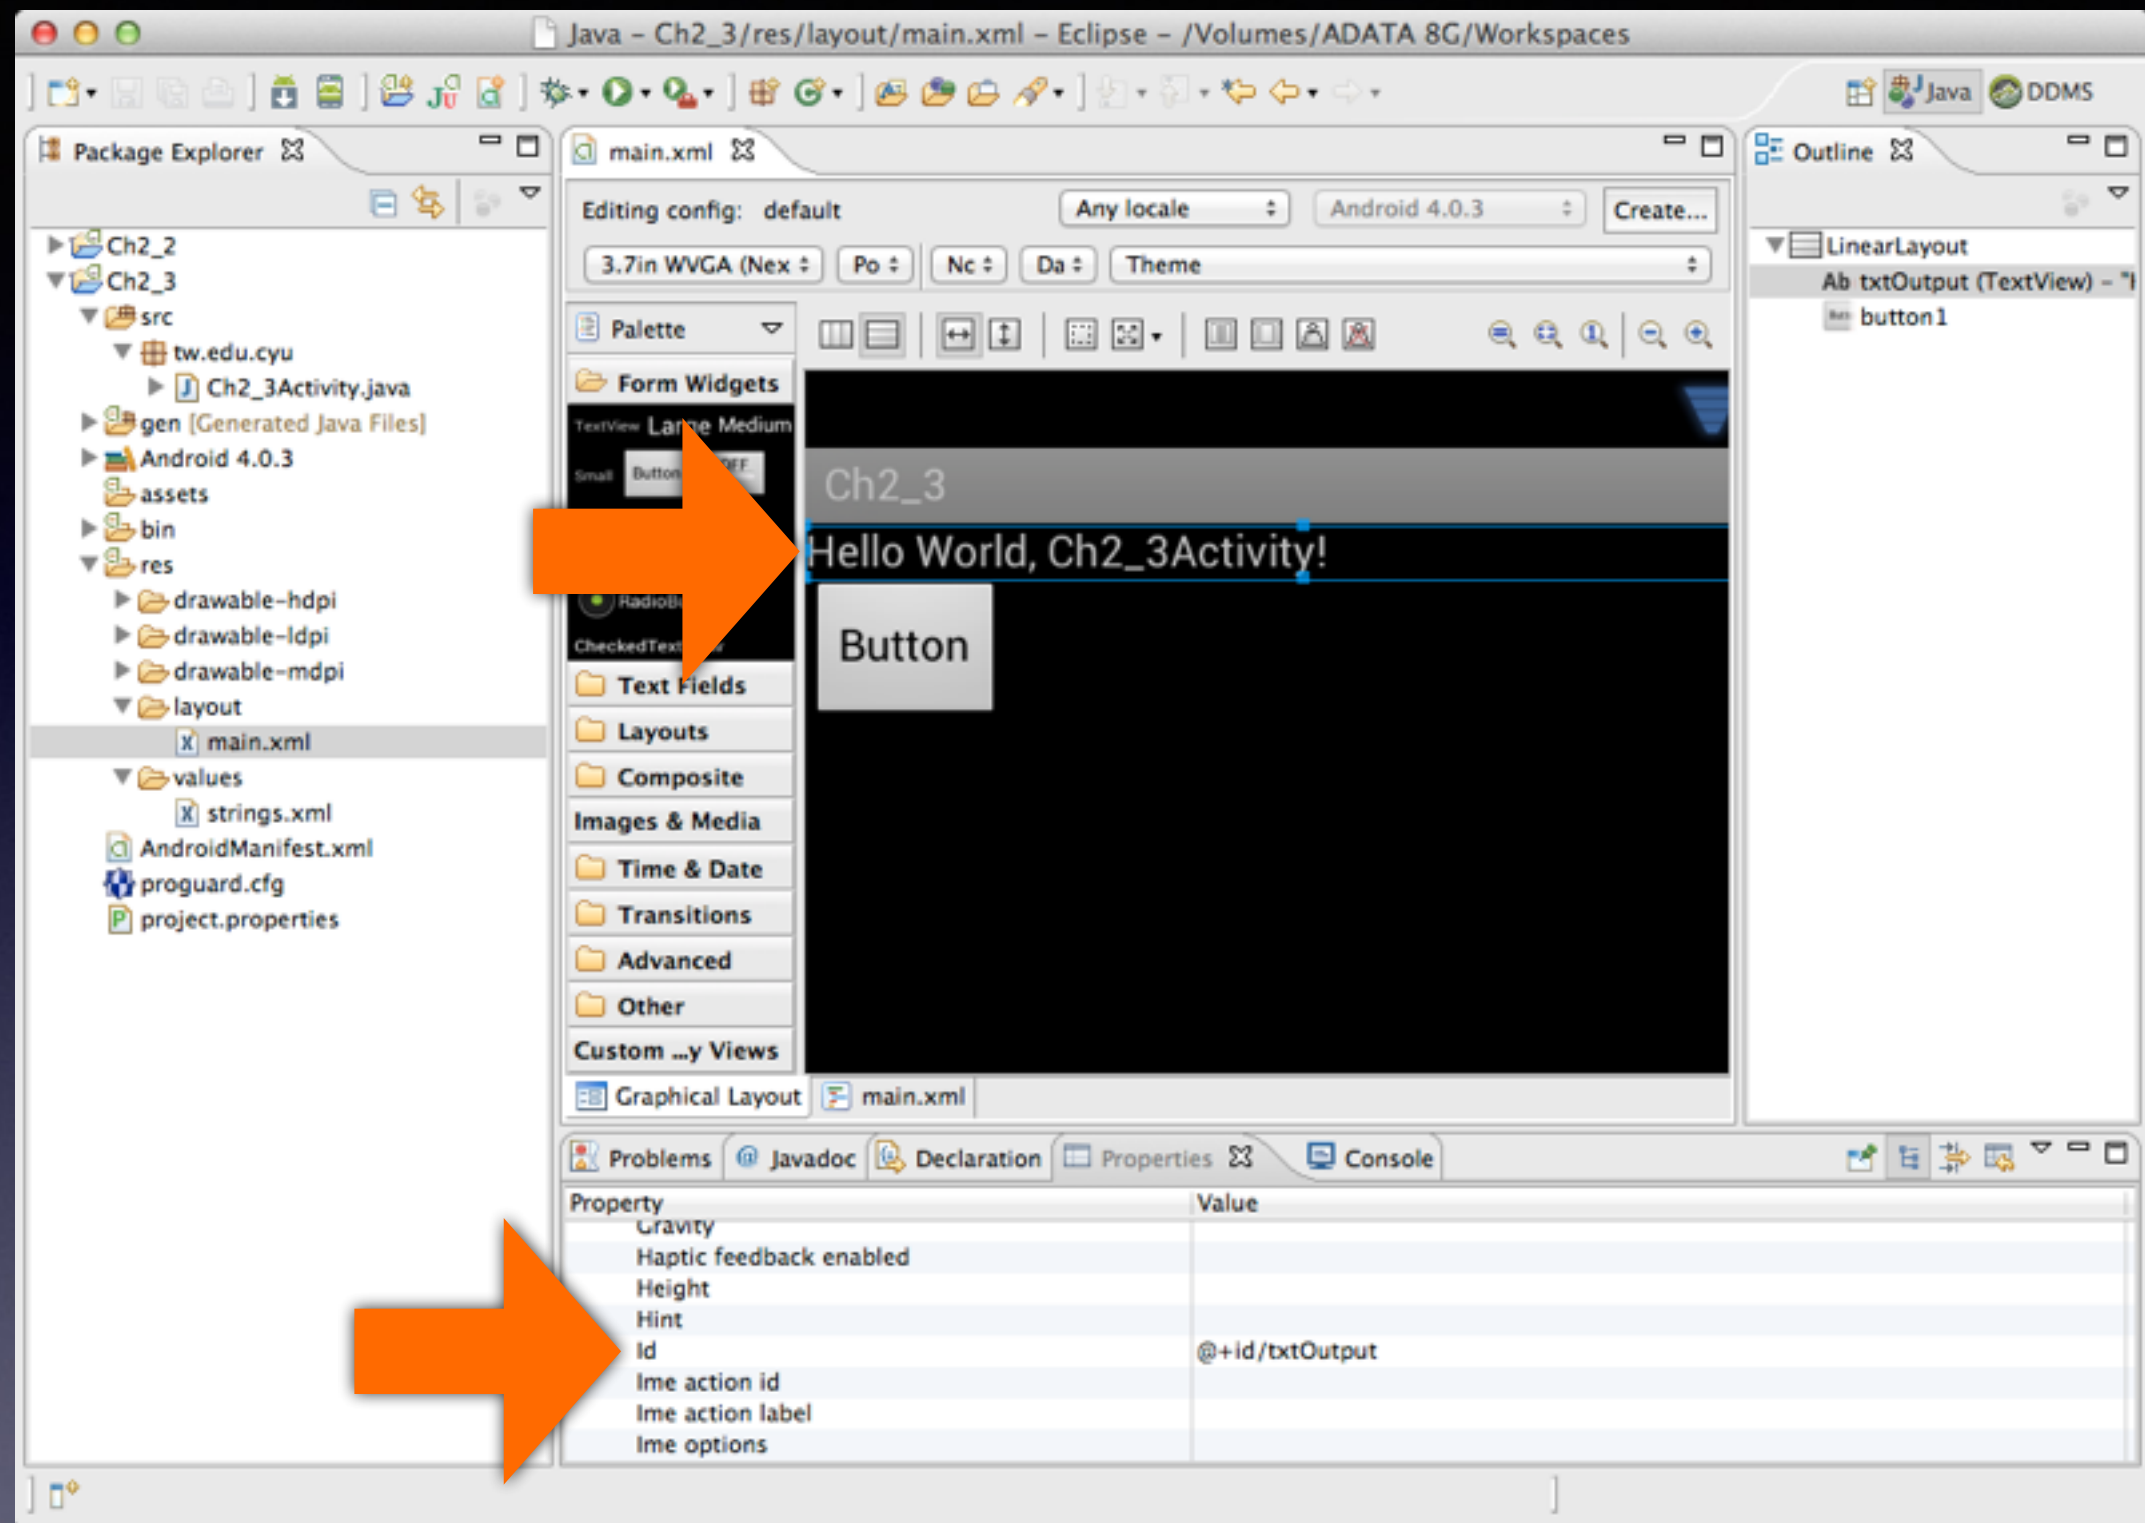 Java – Ch2_3/res/layout/main.xml – Eclipse – /Volumes/ADATA 8G/Workspaces
Java
DDMS
Package Explorer
Ch2_2
Ch2_3
src
tw.edu.cyu
Ch2_3Activity.java
gen [Generated Java Files]
Android 4.0.3
assets
bin
res
drawable-hdpi
drawable-ldpi
drawable-mdpi
layout
main.xml
values
strings.xml
AndroidManifest.xml
proguard.cfg
project.properties
main.xml
Editing config: default
Any locale
Android 4.0.3
Create...
3.7in WVGA (Nex
Po
Nc
Da
Theme
Palette
Form Widgets
TextView Large Medium
Small Button
CheckedText
Text Fields
Layouts
Composite
Images & Media
Time & Date
Transitions
Advanced
Other
Custom ...y Views
Ch2_3
Hello World, Ch2_3Activity!
Button
Graphical Layout
main.xml
Outline
LinearLayout
Ab txtOutput (TextView) – "
button1
Problems
@ Javadoc
Declaration
Properties
Console
Property Value
Gravity
Haptic feedback enabled
Height
Hint
Id @+id/txtOutput
Ime action id
Ime action label
Ime options